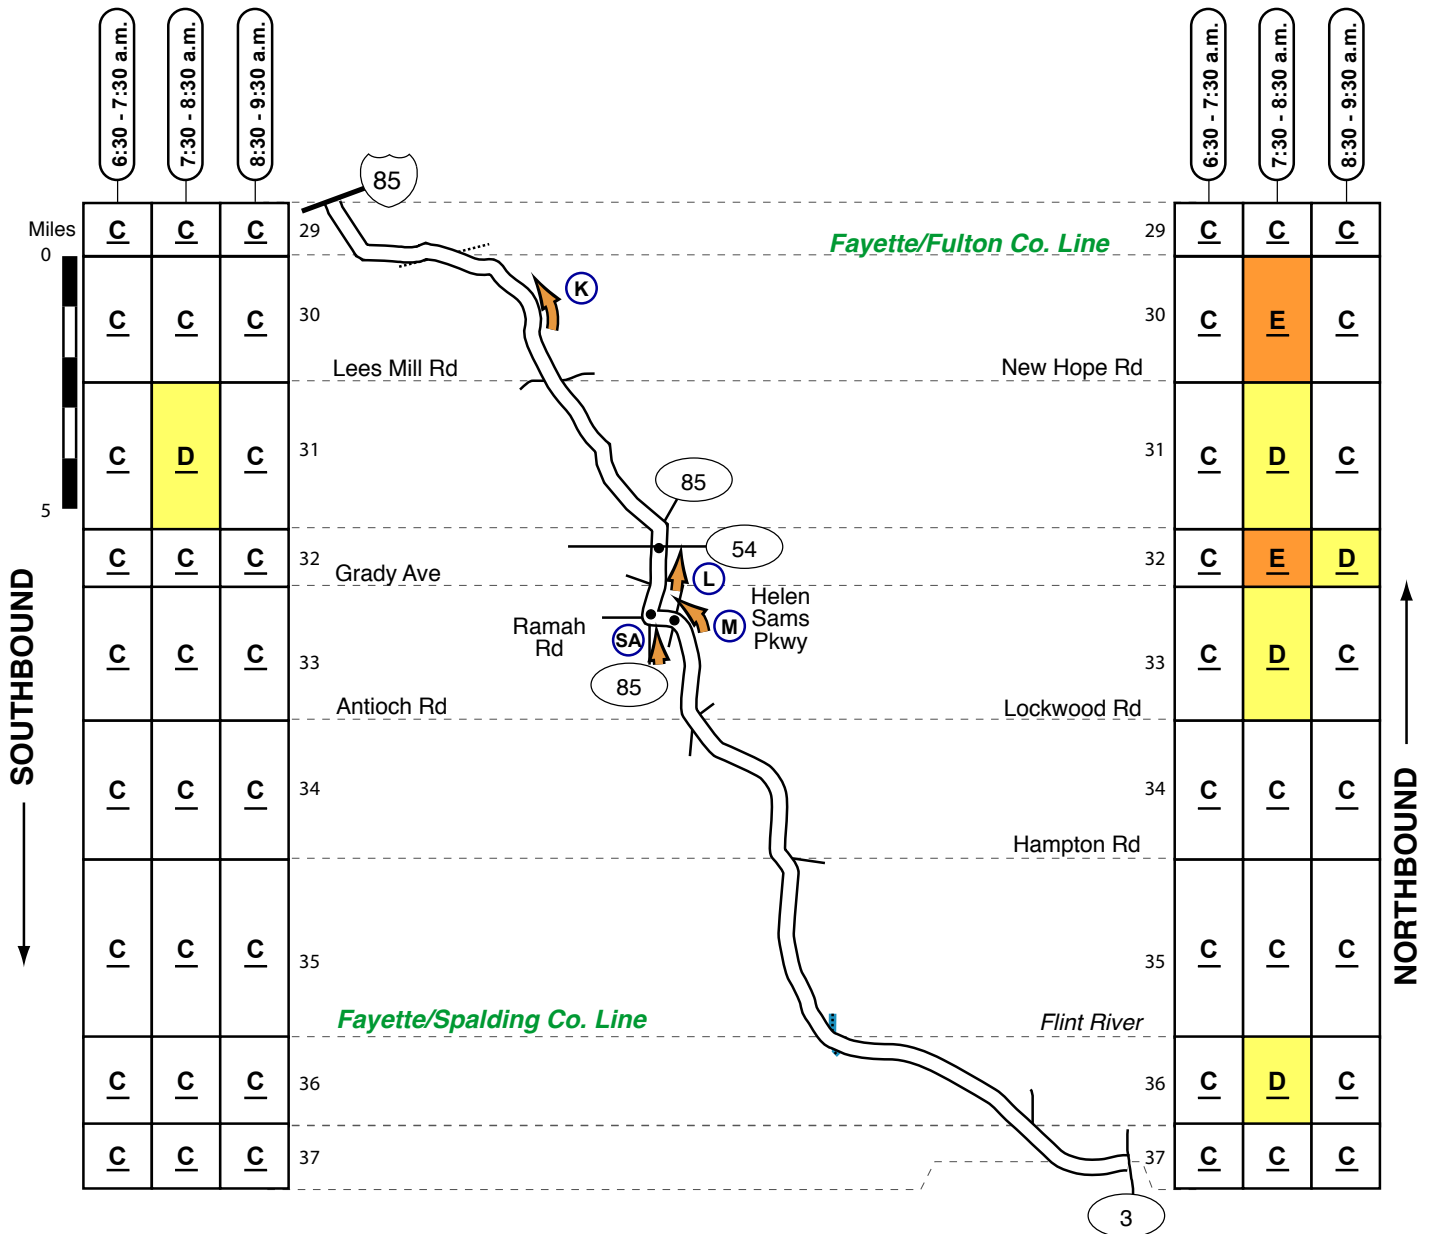 6:30 - 7:30 a.m.
7:30 - 8:30 a.m.
8:30 - 9:30 a.m.
6:30 - 7:30 a.m.
7:30 - 8:30 a.m.
8:30 - 9:30 a.m.
85
Miles
0
5
C C C 29
Fayette/Fulton Co. Line
29 C C C
K
C C C 30
30 C E C
Lees Mill Rd
New Hope Rd
C D C 31
31 C D C
85
54
C C C 32
32 C E D
Grady Ave
L
Helen
Sams
Pkwy
M
Ramah
Rd
SA
85
C C C 33
33 C D C
Antioch Rd
Lockwood Rd
SOUTHBOUND
NORTHBOUND
C C C 34
34 C C C
Hampton Rd
C C C 35
35 C C C
Fayette/Spalding Co. Line
Flint River
C C C 36
36 C D C
C C C 37
37 C C C
3